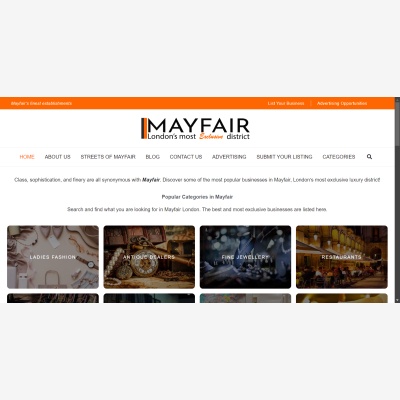 Mayfair's finest establishments
List Your Business | Advertising Opportunities
MAYFAIR
London's most Exclusive district
HOME ABOUT US STREETS OF MAYFAIR BLOG CONTACT US ADVERTISING SUBMIT YOUR LISTING CATEGORIES
Class, sophistication, and finery are all synonymous with Mayfair. Discover some of the most popular businesses in Mayfair, London's most exclusive luxury district!
Popular Categories in Mayfair
Search and find what you are looking for in Mayfair London. The best and most exclusive businesses are listed here.
LADIES FASHION ANTIQUE DEALERS FINE JEWELLERY RESTAURANTS